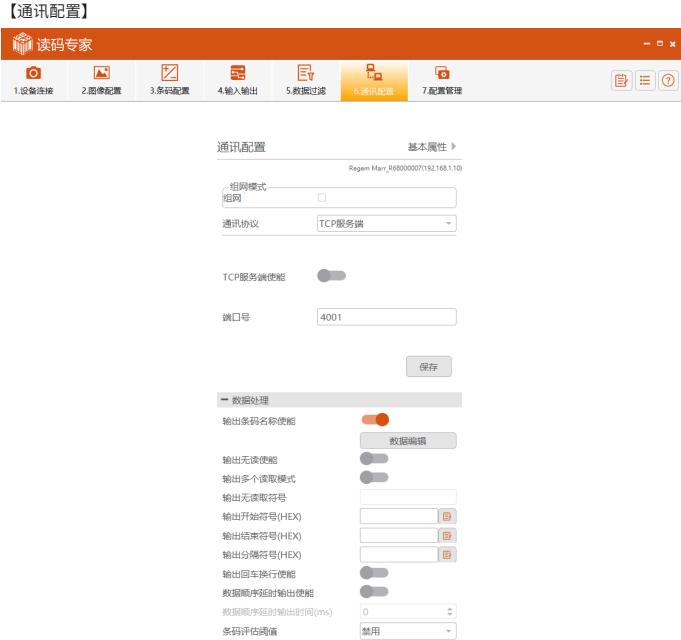 【通讯配置】
读码专家
1.设备连接 2.图像配置 3.条码配置 4.输入输出 5.数据过滤 6.通讯配置 7.配置管理
通讯配置 基本属性
Regem Marr_R68000007(192.168.1.10)
组网模式
组网
通讯协议 TCP服务端
TCP服务端使能
端口号 4001
保存
数据处理
输出条码名称使能
数据编辑
输出无读使能
输出多个读取模式
输出无读取符号
输出开始符号(HEX)
输出结束符号(HEX)
输出分隔符号(HEX)
输出回车换行使能
数据顺序延时输出使能
数据顺序延时输出时间(ms) 0
条码评估阈值 禁用